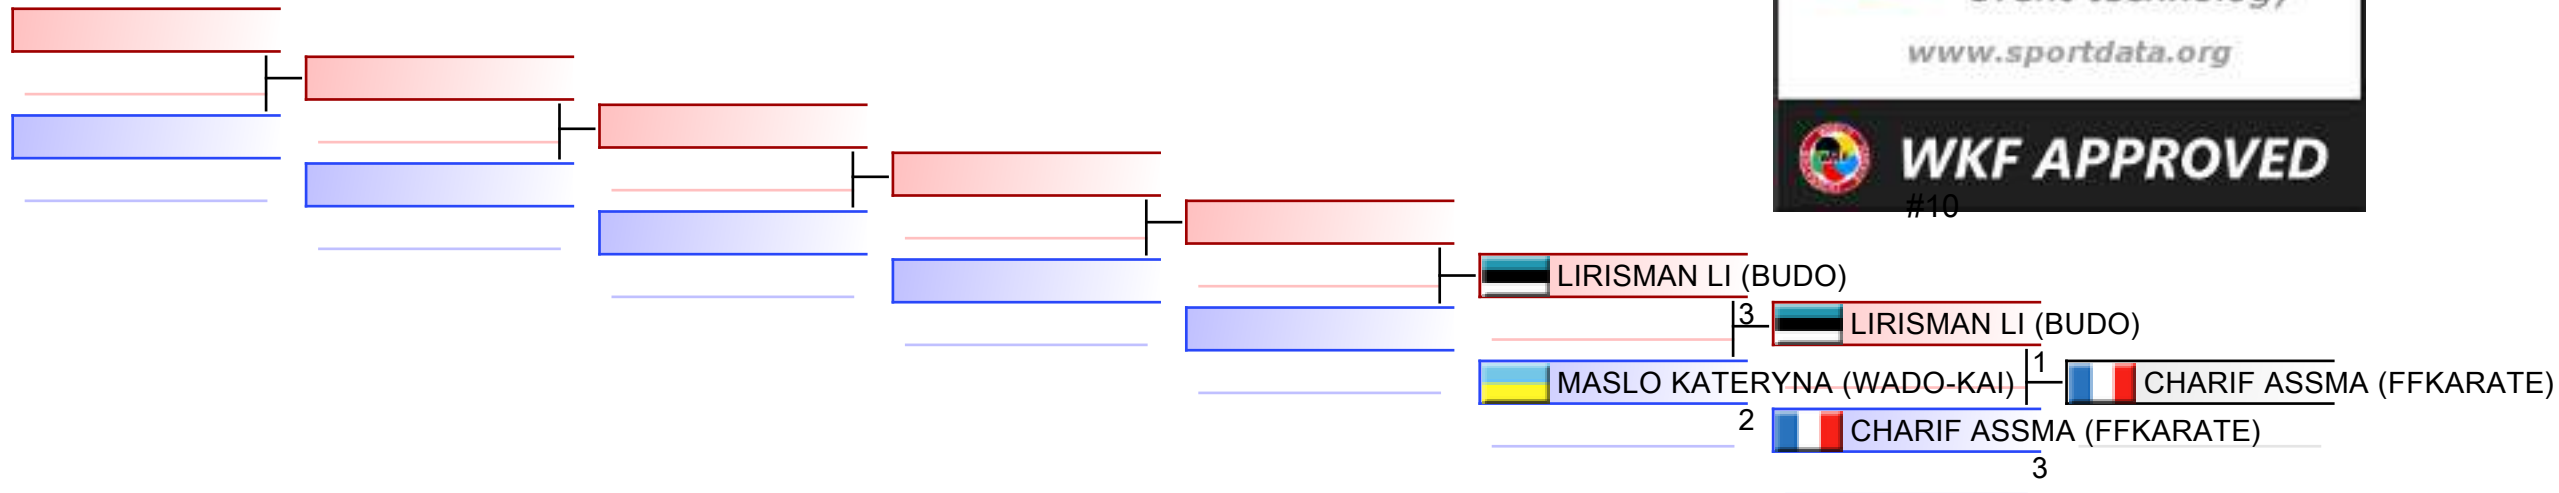 www.sportdata.org
WKF APPROVED
#10
LIRISMAN LI (BUDO)
3
LIRISMAN LI (BUDO)
MASLO KATERYNA (WADO-KAI)
1
CHARIF ASSMA (FFKARATE)
2
CHARIF ASSMA (FFKARATE)
3